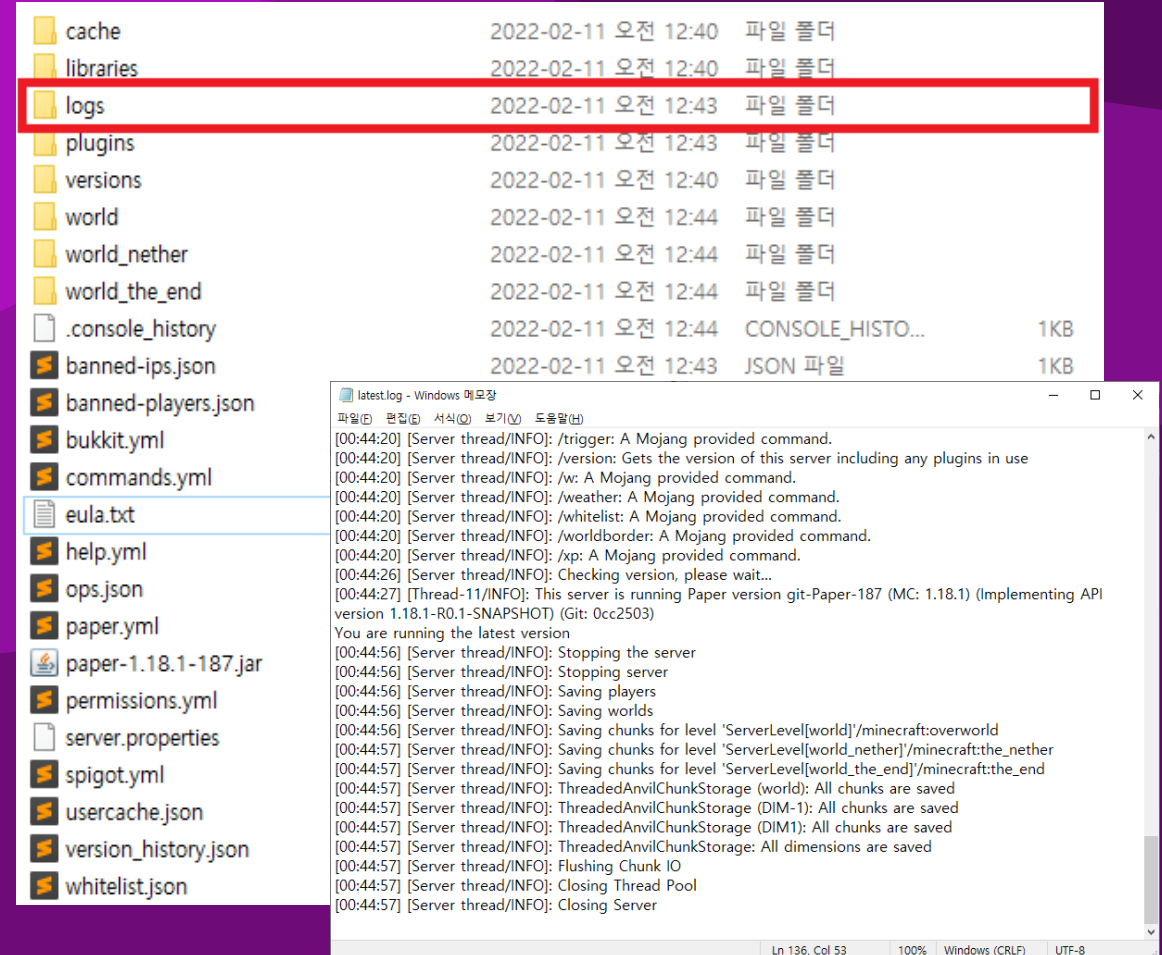 cache 2022-02-11 오전 12:40 파일 폴더
libraries 2022-02-11 오전 12:40 파일 폴더
logs 2022-02-11 오전 12:43 파일 폴더
plugins 2022-02-11 오전 12:43 파일 폴더
versions 2022-02-11 오전 12:40 파일 폴더
world 2022-02-11 오전 12:44 파일 폴더
world_nether 2022-02-11 오전 12:44 파일 폴더
world_the_end 2022-02-11 오전 12:44 파일 폴더
.console_history 2022-02-11 오전 12:44 CONSOLE_HISTO... 1KB
banned-ips.json 2022-02-11 오전 12:43 JSON 파일 1KB
banned-players.json
bukkit.yml
commands.yml
eula.txt
help.yml
ops.json
paper.yml
paper-1.18.1-187.jar
permissions.yml
server.properties
spigot.yml
usercache.json
version_history.json
whitelist.json
latest.log - Windows 메모장
파일(F) 편집(E) 서식(O) 보기(V) 도움말(H)
[00:44:20] [Server thread/INFO]: /trigger: A Mojang provided command.
[00:44:20] [Server thread/INFO]: /version: Gets the version of this server including any plugins in use
[00:44:20] [Server thread/INFO]: /w: A Mojang provided command.
[00:44:20] [Server thread/INFO]: /weather: A Mojang provided command.
[00:44:20] [Server thread/INFO]: /whitelist: A Mojang provided command.
[00:44:20] [Server thread/INFO]: /worldborder: A Mojang provided command.
[00:44:20] [Server thread/INFO]: /xp: A Mojang provided command.
[00:44:26] [Server thread/INFO]: Checking version, please wait...
[00:44:27] [Thread-11/INFO]: This server is running Paper version git-Paper-187 (MC: 1.18.1) (Implementing API
version 1.18.1-R0.1-SNAPSHOT) (Git: 0cc2503)
You are running the latest version
[00:44:56] [Server thread/INFO]: Stopping the server
[00:44:56] [Server thread/INFO]: Stopping server
[00:44:56] [Server thread/INFO]: Saving players
[00:44:56] [Server thread/INFO]: Saving worlds
[00:44:56] [Server thread/INFO]: Saving chunks for level 'ServerLevel[world]'/minecraft:overworld
[00:44:57] [Server thread/INFO]: Saving chunks for level 'ServerLevel[world_nether]'/minecraft:the_nether
[00:44:57] [Server thread/INFO]: Saving chunks for level 'ServerLevel[world_the_end]'/minecraft:the_end
[00:44:57] [Server thread/INFO]: ThreadedAnvilChunkStorage (world): All chunks are saved
[00:44:57] [Server thread/INFO]: ThreadedAnvilChunkStorage (DIM-1): All chunks are saved
[00:44:57] [Server thread/INFO]: ThreadedAnvilChunkStorage (DIM1): All chunks are saved
[00:44:57] [Server thread/INFO]: ThreadedAnvilChunkStorage: All dimensions are saved
[00:44:57] [Server thread/INFO]: Flushing Chunk IO
[00:44:57] [Server thread/INFO]: Closing Thread Pool
[00:44:57] [Server thread/INFO]: Closing Server
Ln 136, Col 53 100% Windows (CRLF) UTF-8